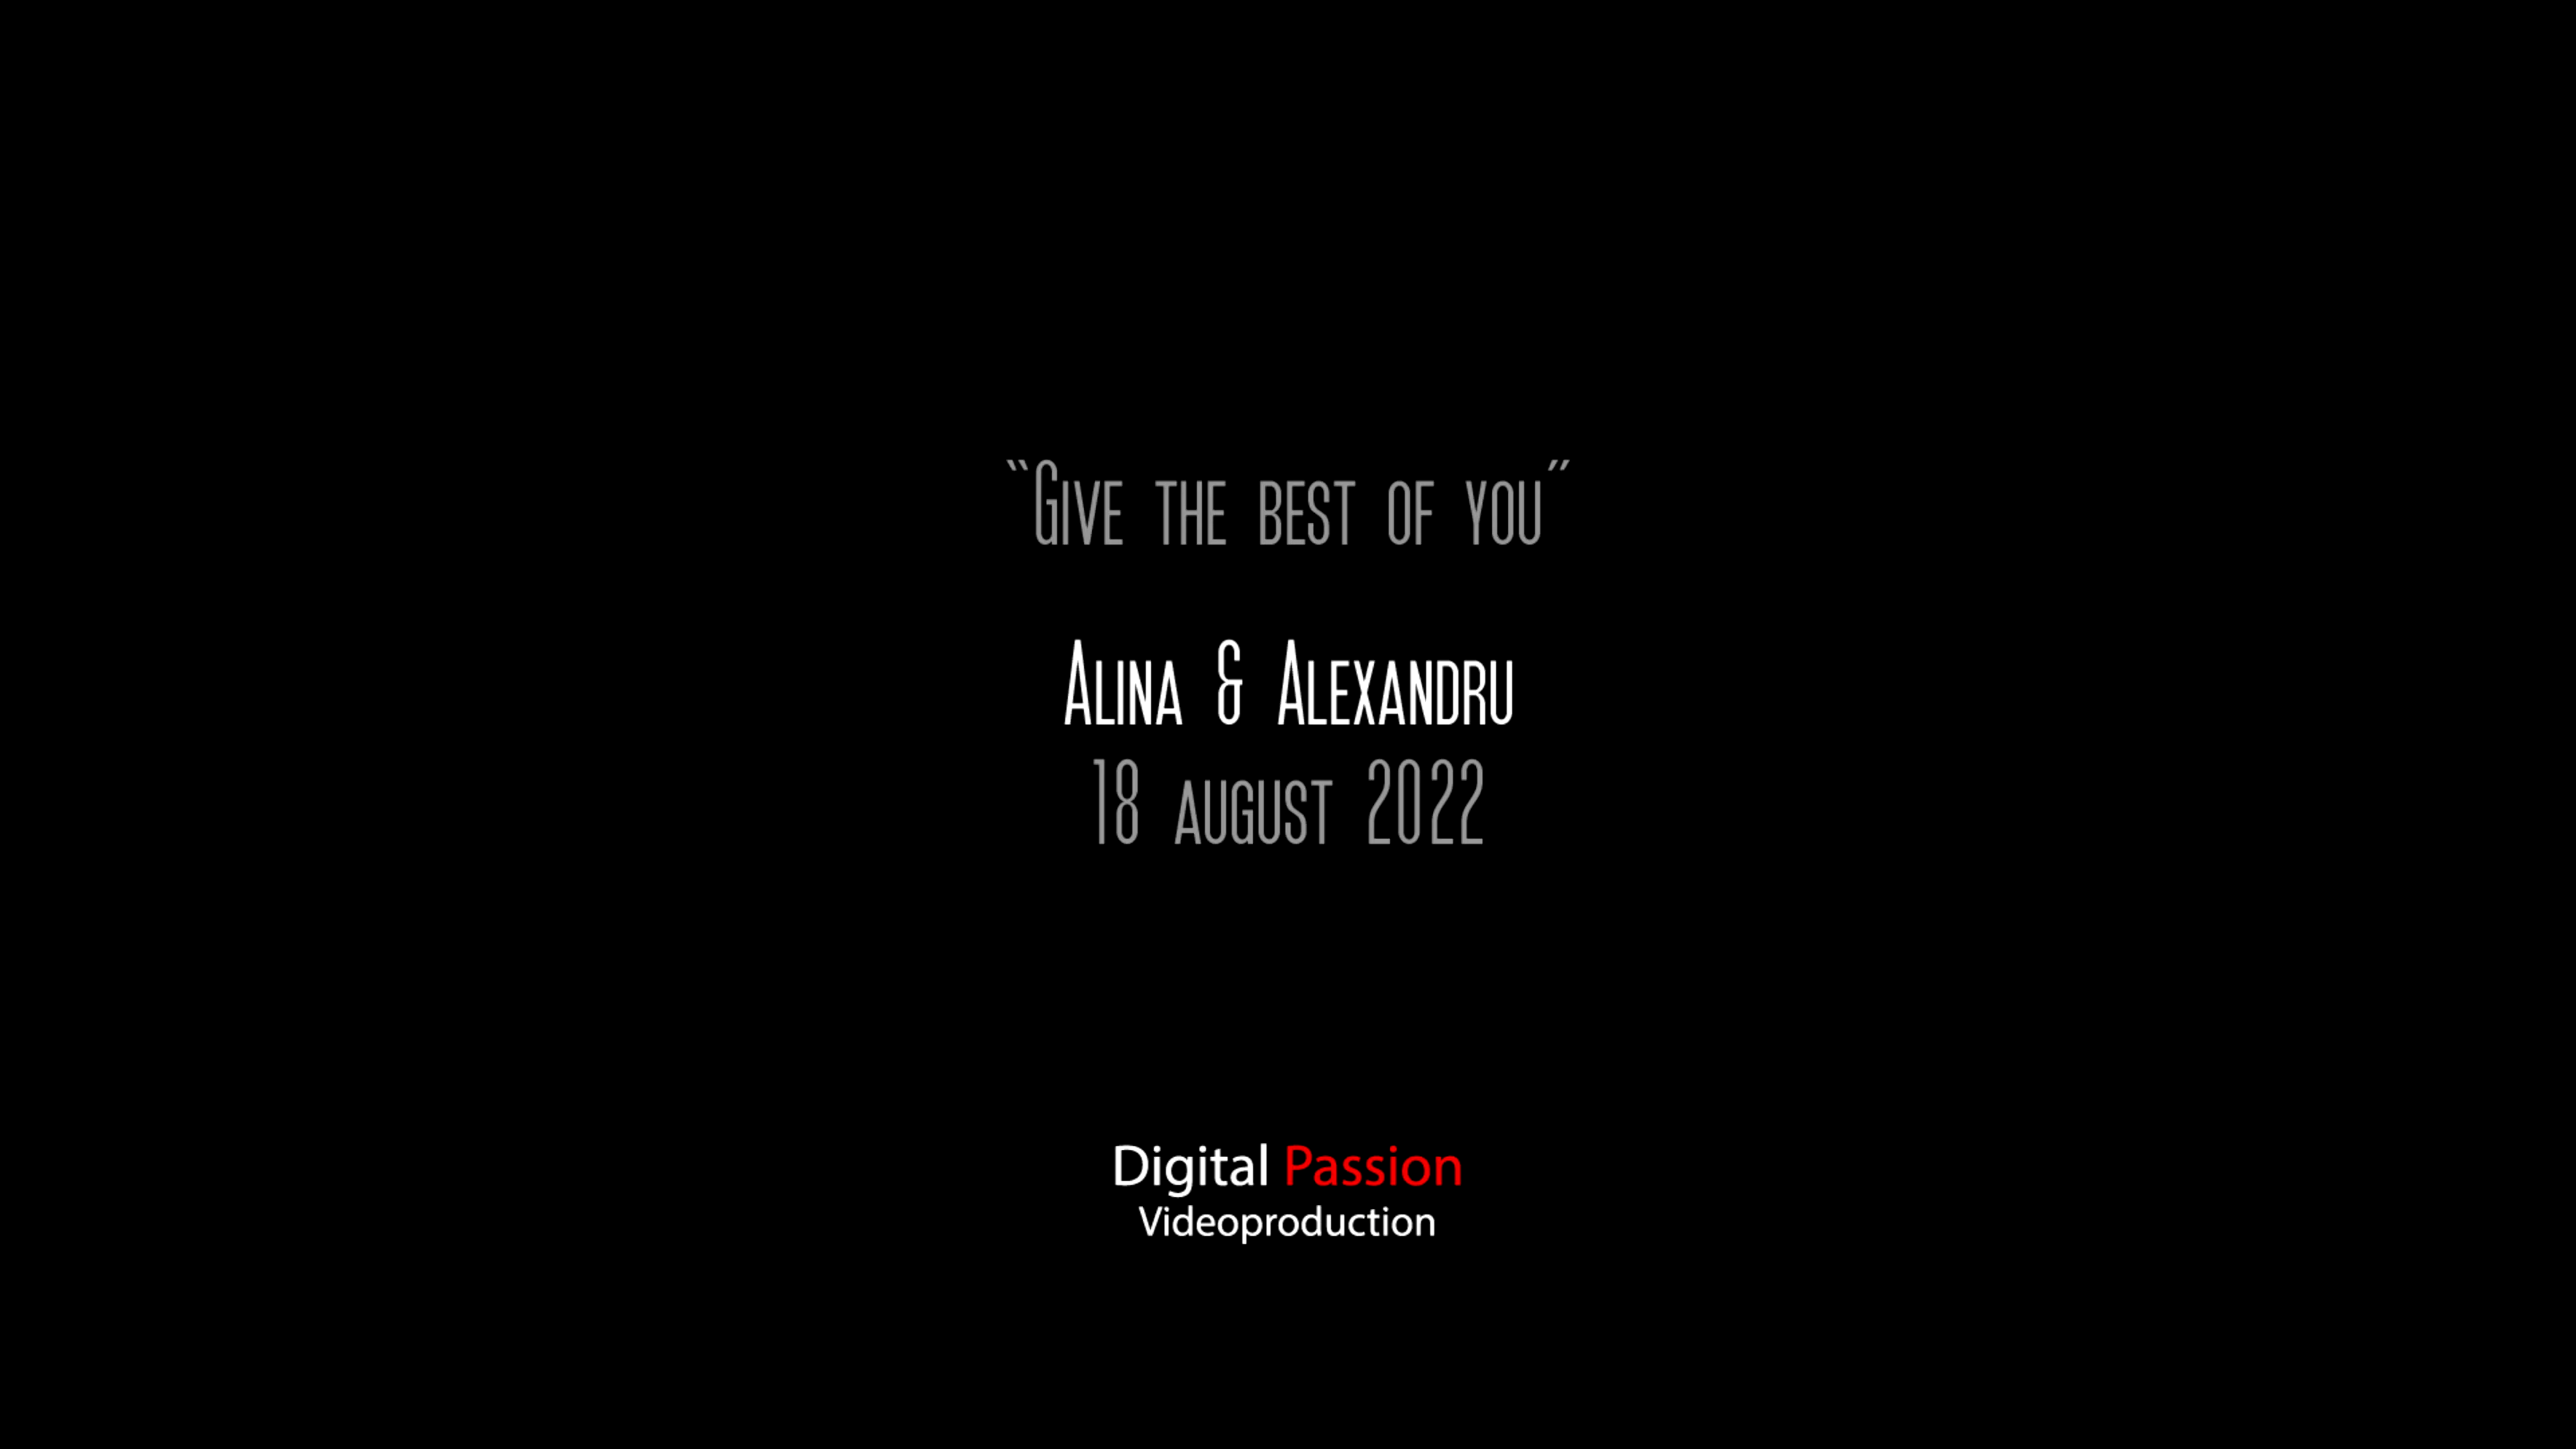 “Give the best of you”
Alina & Alexandru
18 august 2022
Digital Passion
Videoproduction